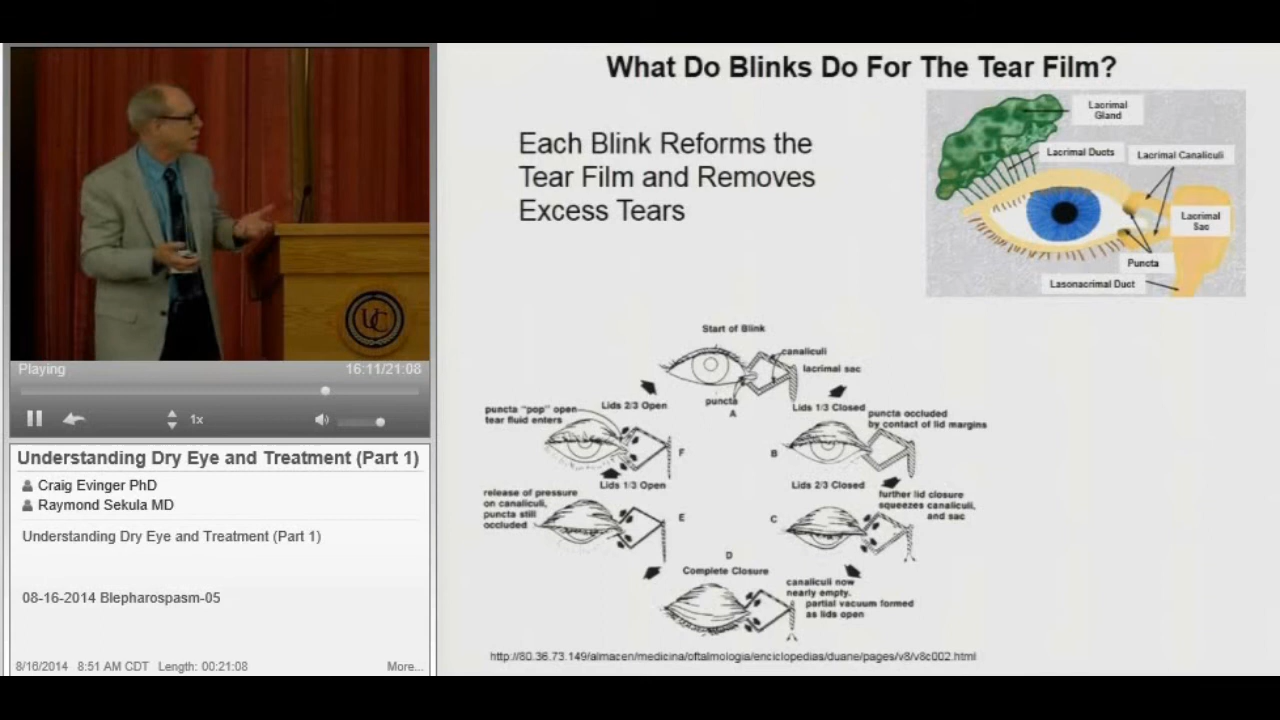 What Do Blinks Do For The Tear Film?
Each Blink Reforms the
Tear Film and Removes
Excess Tears
Lacrimal
Gland
Lacrimal Ducts
Lacrimal Canaliculi
Lacrimal
Sac
Puncta
Lasonacrimal Duct
Start of Blink
canaliculi
lacrimal sac
puncta
A
Lids 2/3 Open
Lids 1/3 Closed
puncta "pop" open
tear fluid enters
puncta occluded
by contact of lid margins
F
B
Lids 1/3 Open
Lids 2/3 Closed
release of pressure
on canaliculi,
puncta still
occluded
further lid closure
squeezes canaliculi,
and sac
E
C
D
Complete Closure
canaliculi now
nearly empty.
partial vacuum formed
as lids open
http://80.36.73.149/almacen/medicina/oftalmologia/enciclopedias/duane/pages/v8/v8c002.html
UC
Playing
16:11/21:08
1x
Understanding Dry Eye and Treatment (Part 1)
Craig Evinger PhD
Raymond Sekula MD
Understanding Dry Eye and Treatment (Part 1)
08-16-2014 Blepharospasm-05
8/16/2014 8:51 AM CDT Length: 00:21:08
More...